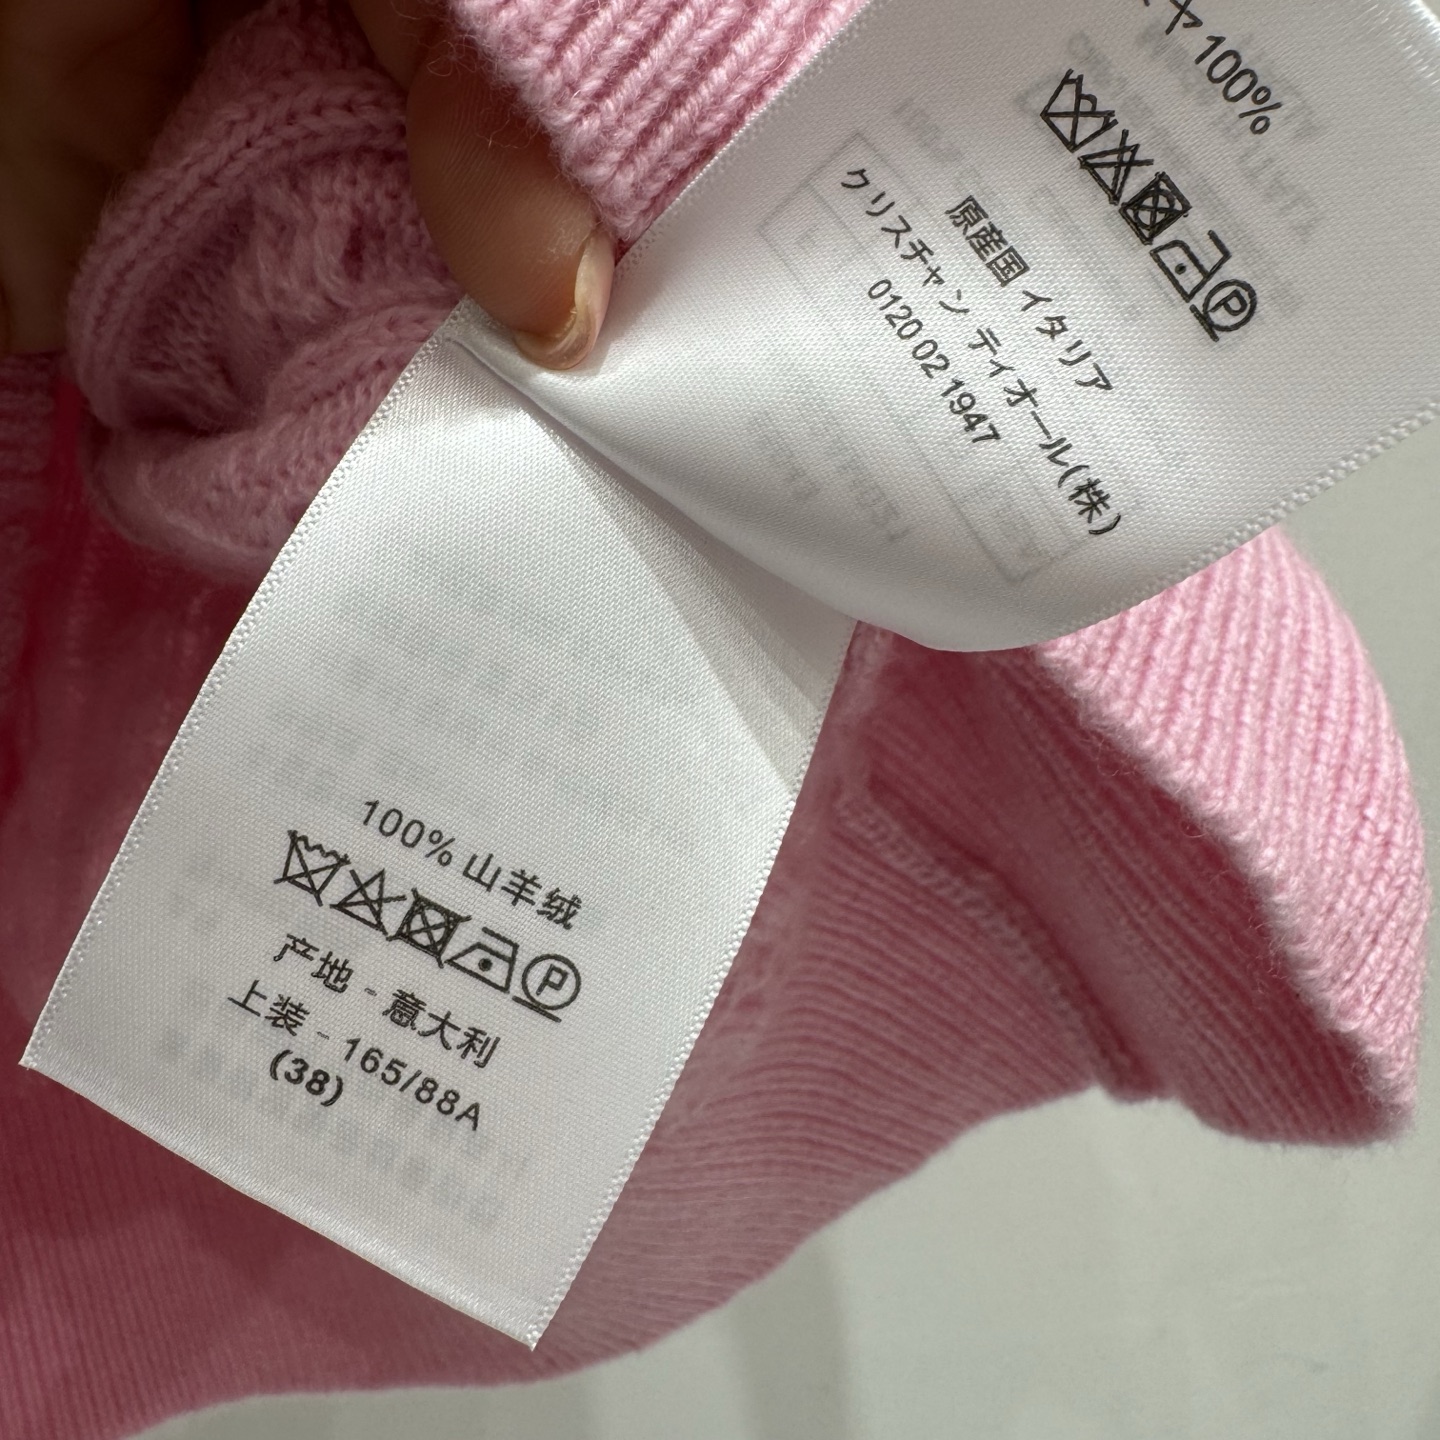 ヤ 100%
原産国 イタリア
クリスチャン ディオール(株)
0120 02 1947
100% 山羊绒
P
产地 - 意大利
上装 - 165/88A
(38)